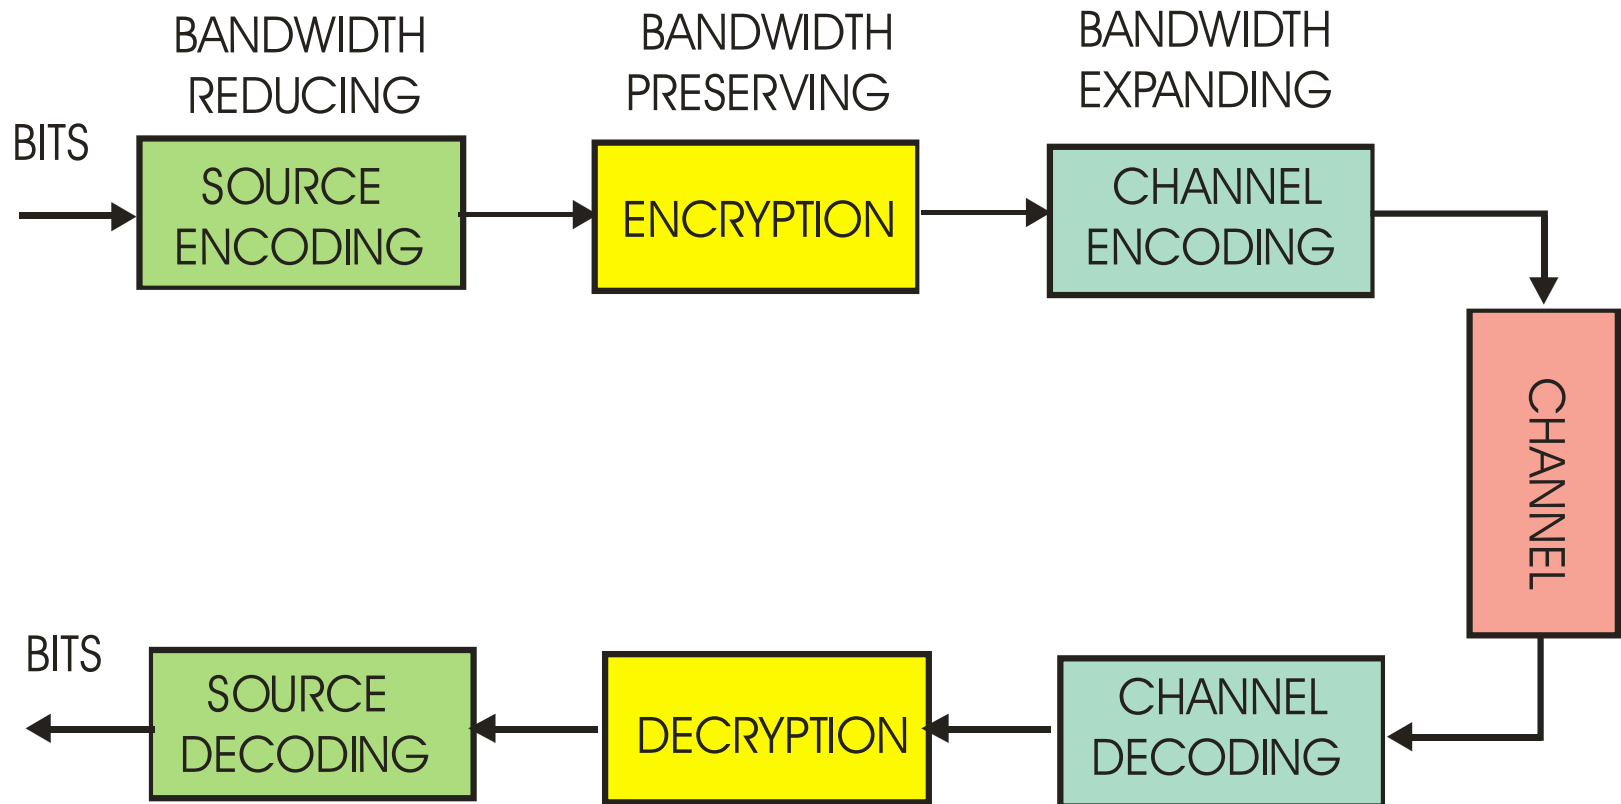 BANDWIDTH
REDUCING
BANDWIDTH
PRESERVING
BANDWIDTH
EXPANDING
BITS
SOURCE
ENCODING
ENCRYPTION
CHANNEL
ENCODING
CHANNEL
BITS
SOURCE
DECODING
DECRYPTION
CHANNEL
DECODING